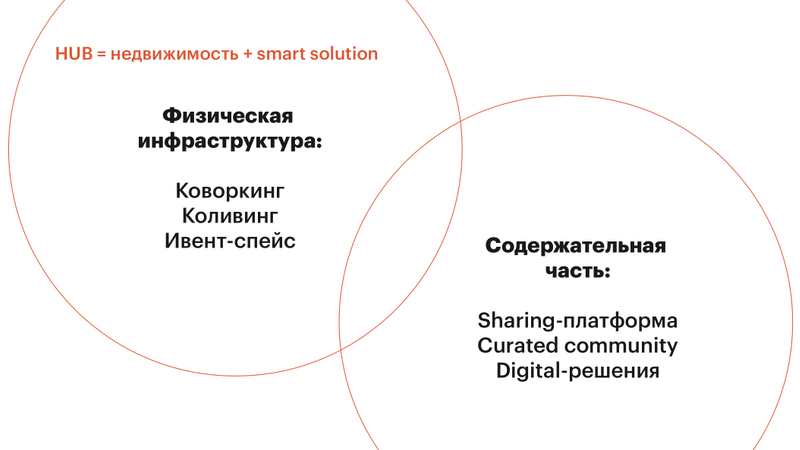 HUB = недвижимость + smart solution
Физическая
инфраструктура:
Коворкинг
Коливинг
Ивент-спейс
Содержательная
часть:
Sharing-платформа
Curated community
Digital-решения